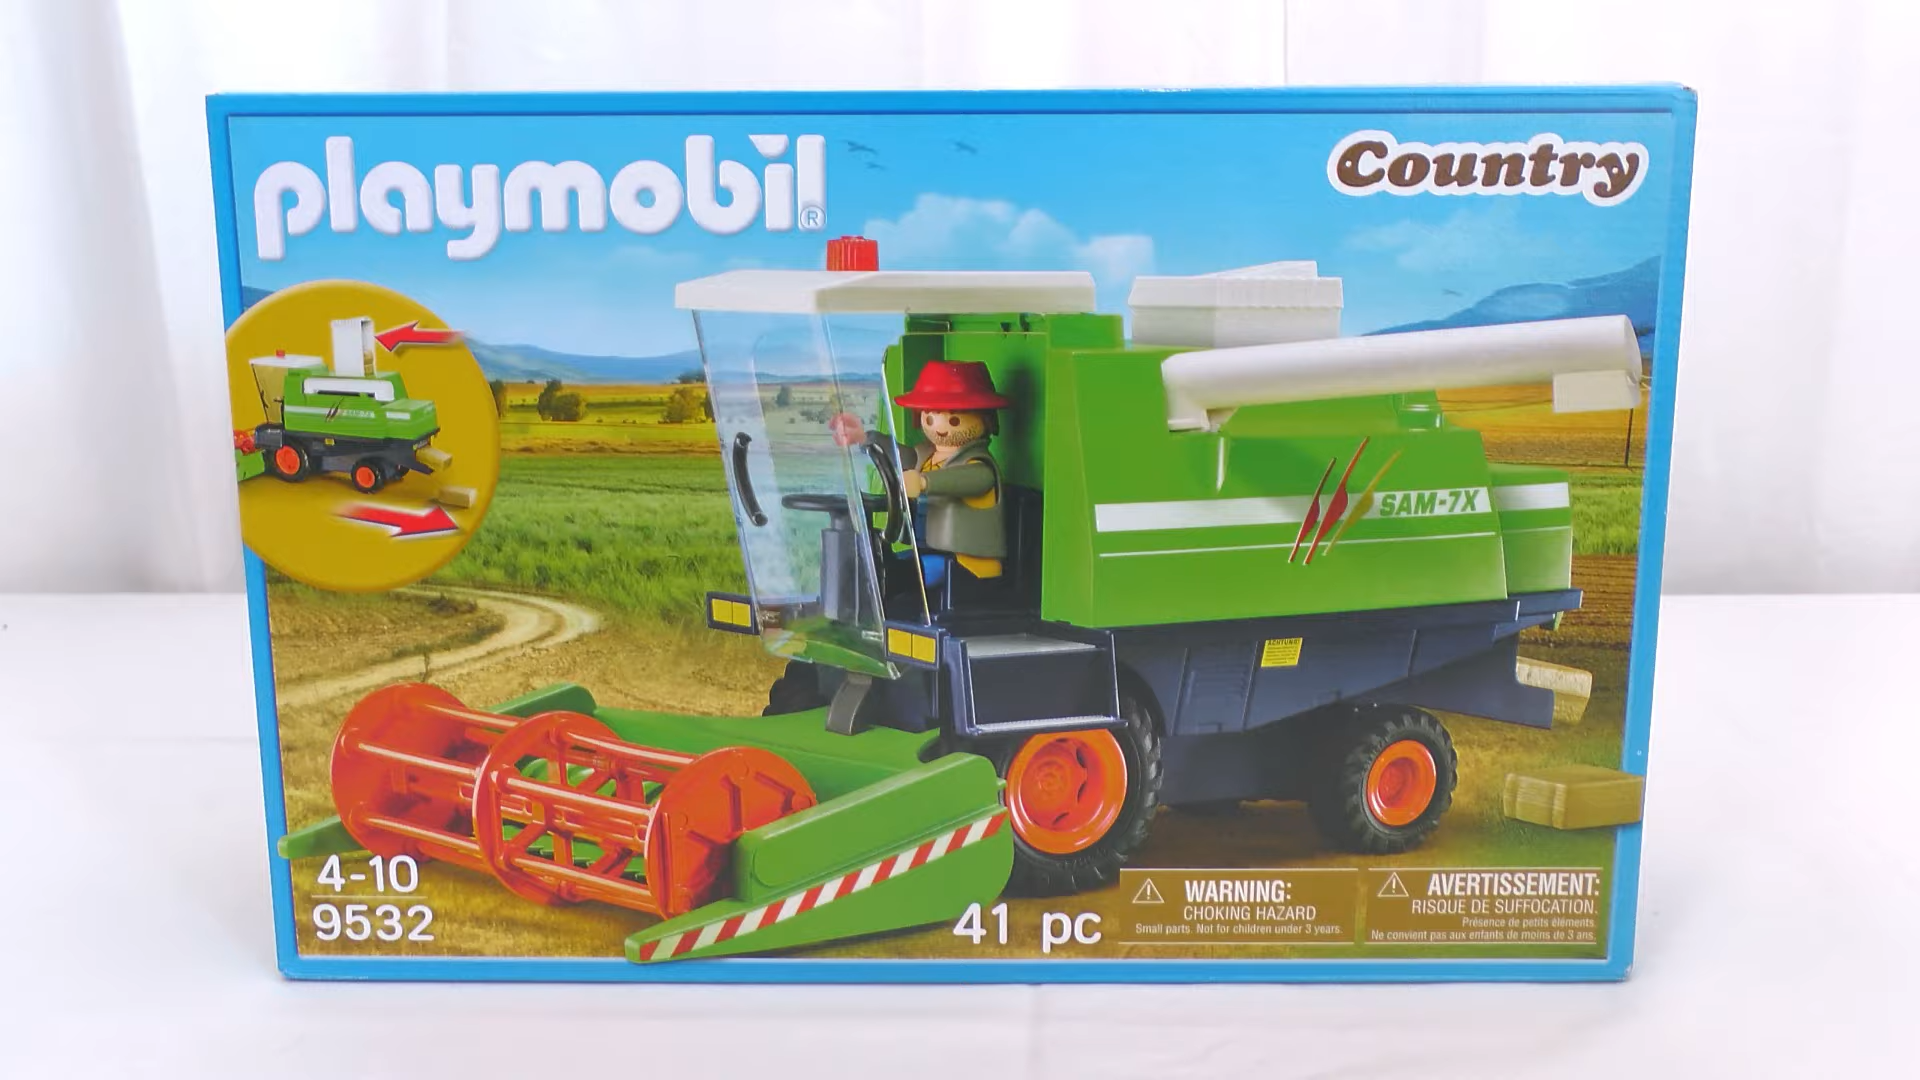 playmobil®
Country
SAM-7X
ACHTUNG!
4-10
9532
41 pc
WARNING:
CHOKING HAZARD
Small parts. Not for children under 3 years.
AVERTISSEMENT:
RISQUE DE SUFFOCATION.
Présence de petits éléments.
Ne convient pas aux enfants de moins de 3 ans.